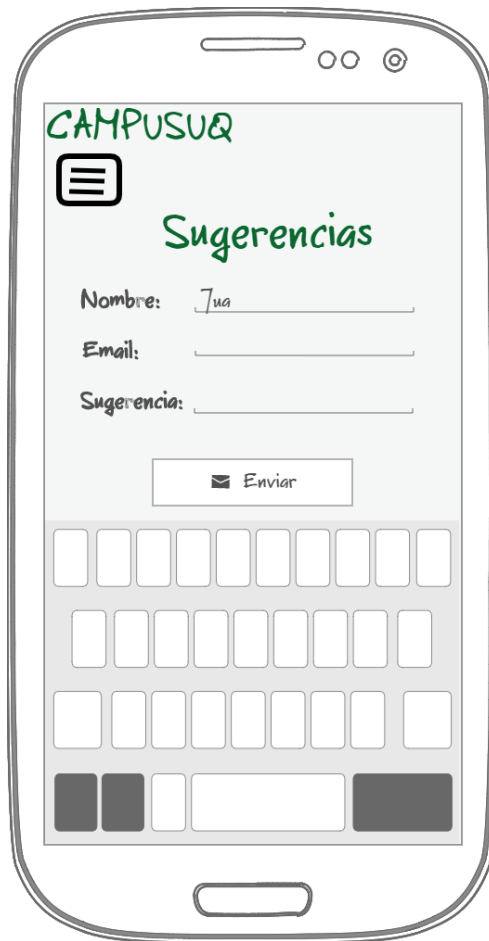 CAMPUSUQ
Sugerencias
Nombre: Jua
Email:
Sugerencia:
Enviar